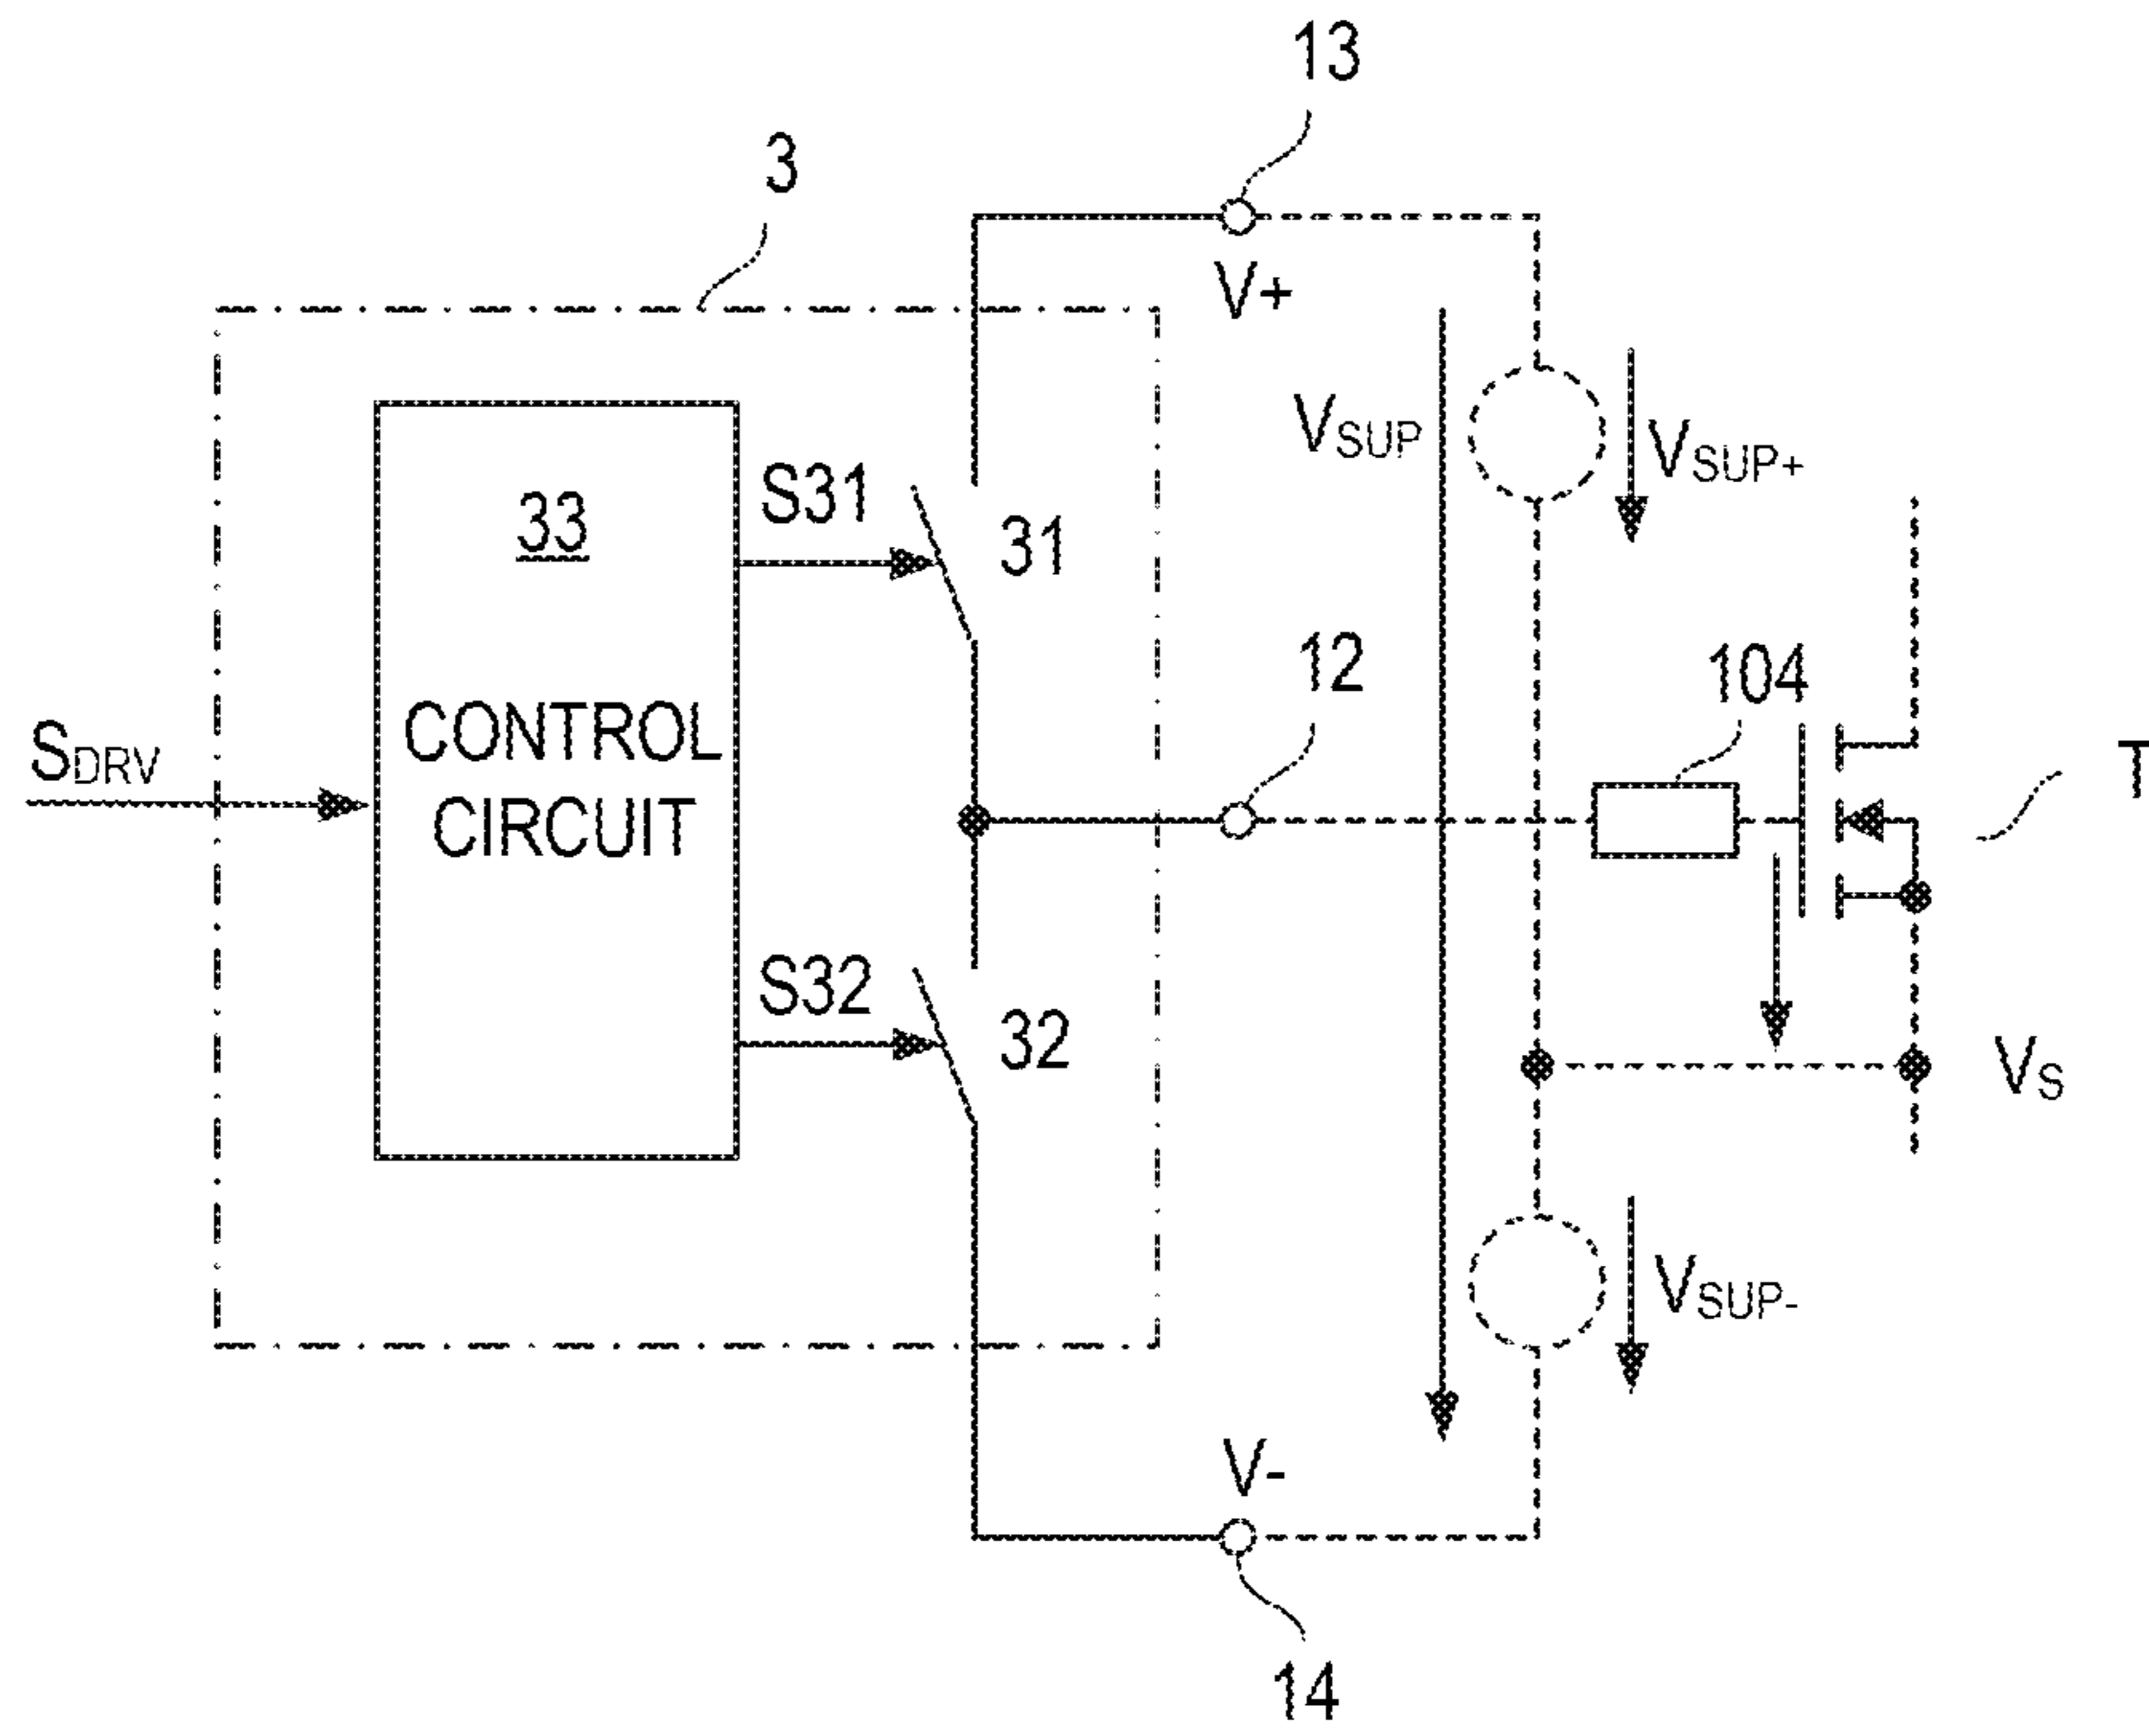 13
3
V+
VSUP
VSUP+
S31
33
31
12
104
SDRV
CONTROL
CIRCUIT
T
S32
32
VS
VSUP-
V-
14